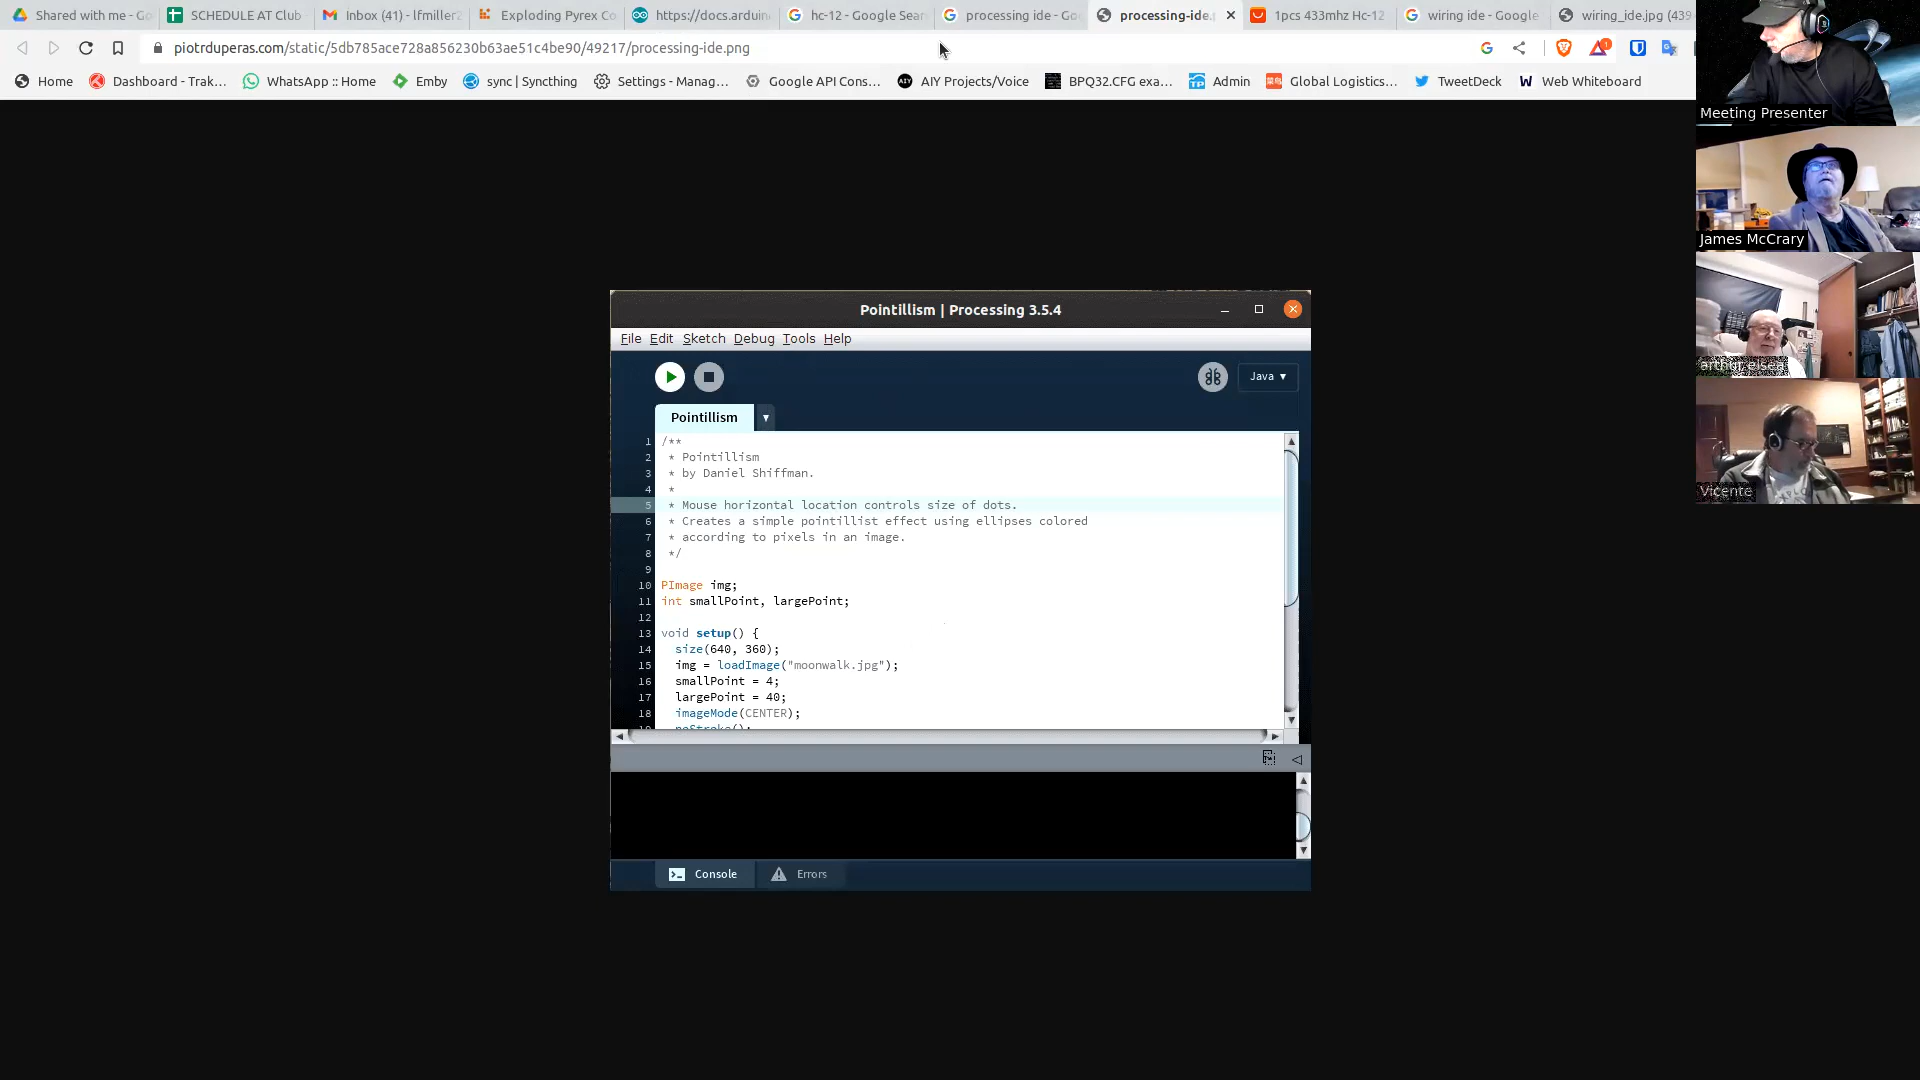 Shared with me - Go
SCHEDULE AT Club
Inbox (41) - lfmiller2
Exploding Pyrex Co
https://docs.arduin
hc-12 - Google Sear
processing ide - Goo
processing-ide.p
1pcs 433mhz Hc-12
wiring ide - Google
wiring_ide.jpg (439
piotrduperas.com/static/5db785ace728a856230b63ae51c4be90/49217/processing-ide.png
Home
Dashboard - Trak...
WhatsApp :: Home
Emby
sync | Syncthing
Settings - Manag...
Google API Cons...
AIY Projects/Voice
BPQ32.CFG exa...
Admin
Global Logistics...
TweetDeck
Web Whiteboard
Meeting Presenter
James McCrary
arthur elsea
Vicente
Pointillism | Processing 3.5.4
File Edit Sketch Debug Tools Help
Java
Pointillism
1 /**
2 * Pointillism
3 * by Daniel Shiffman.
4 *
5 * Mouse horizontal location controls size of dots.
6 * Creates a simple pointillist effect using ellipses colored
7 * according to pixels in an image.
8 */
9
10 PImage img;
11 int smallPoint, largePoint;
12
13 void setup() {
14 size(640, 360);
15 img = loadImage("moonwalk.jpg");
16 smallPoint = 4;
17 largePoint = 40;
18 imageMode(CENTER);
19 noStroke();
Console
Errors